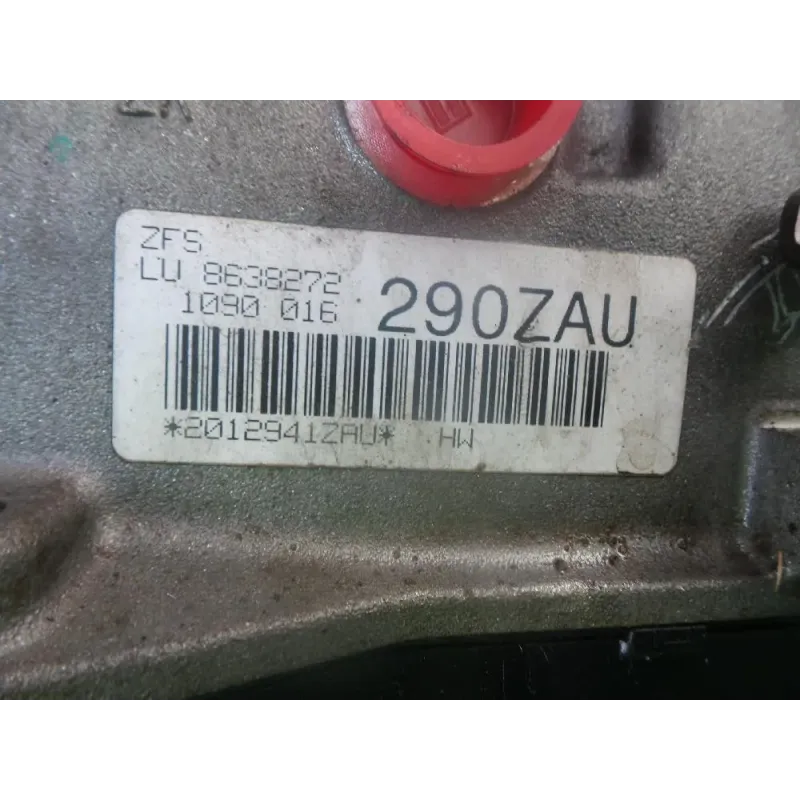 ZFS
LU 8638272
1090 016 290ZAU
*2012941ZAU* HW